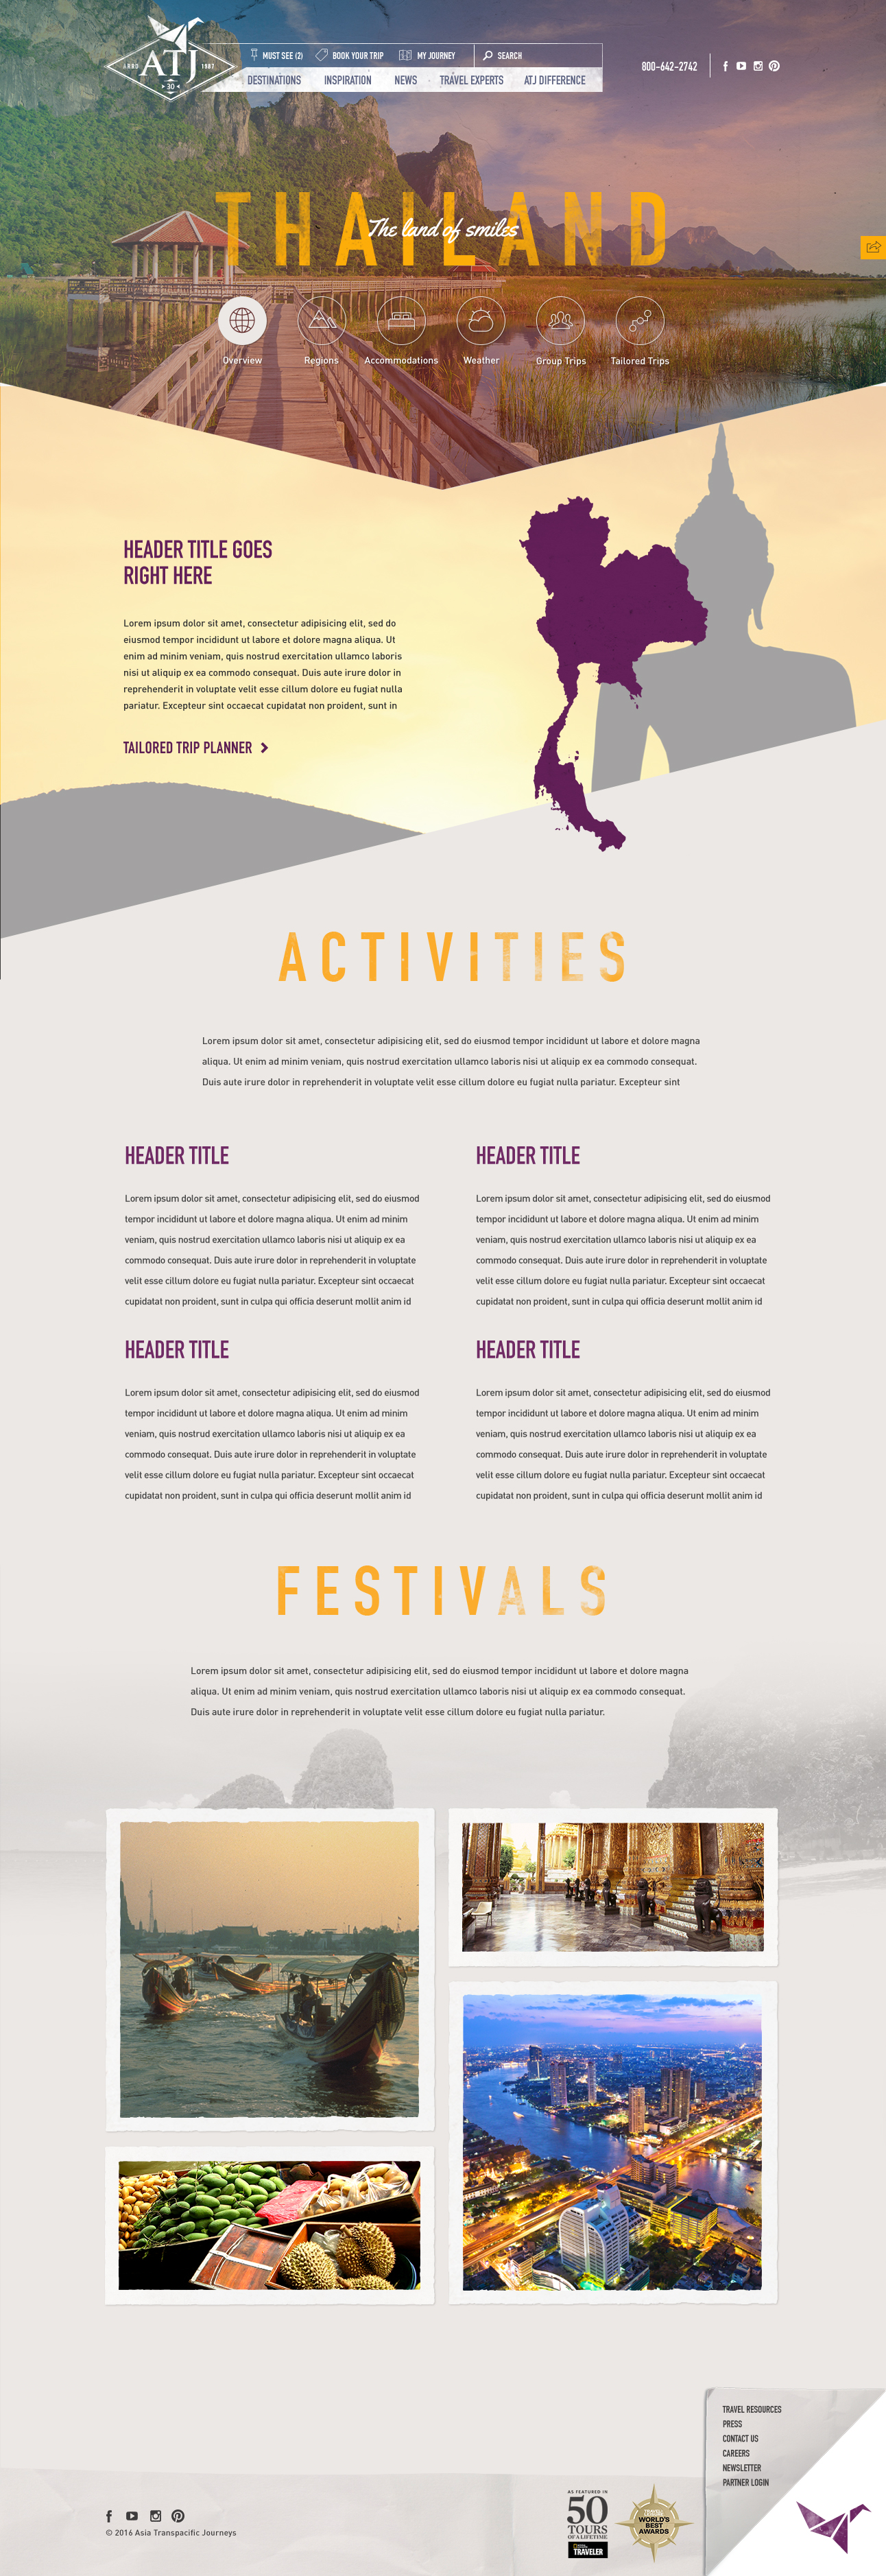 MUST SEE (2)
BOOK YOUR TRIP
MY JOURNEY
SEARCH
ARRO
ATJ
1987
30
DESTINATIONS
INSPIRATION
NEWS
TRAVEL EXPERTS
ATJ DIFFERENCE
800-642-2742
THAILAND
The land of smiles
Overview
Regions
Accommodations
Weather
Group Trips
Tailored Trips
HEADER TITLE GOES
RIGHT HERE
Lorem ipsum dolor sit amet, consectetur adipisicing elit, sed do
eiusmod tempor incididunt ut labore et dolore magna aliqua. Ut
enim ad minim veniam, quis nostrud exercitation ullamco laboris
nisi ut aliquip ex ea commodo consequat. Duis aute irure dolor in
reprehenderit in voluptate velit esse cillum dolore eu fugiat nulla
pariatur. Excepteur sint occaecat cupidatat non proident, sunt in
TAILORED TRIP PLANNER
ACTIVITIES
Lorem ipsum dolor sit amet, consectetur adipisicing elit, sed do eiusmod tempor incididunt ut labore et dolore magna
aliqua. Ut enim ad minim veniam, quis nostrud exercitation ullamco laboris nisi ut aliquip ex ea commodo consequat.
Duis aute irure dolor in reprehenderit in voluptate velit esse cillum dolore eu fugiat nulla pariatur. Excepteur sint
HEADER TITLE
Lorem ipsum dolor sit amet, consectetur adipisicing elit, sed do eiusmod
tempor incididunt ut labore et dolore magna aliqua. Ut enim ad minim
veniam, quis nostrud exercitation ullamco laboris nisi ut aliquip ex ea
commodo consequat. Duis aute irure dolor in reprehenderit in voluptate
velit esse cillum dolore eu fugiat nulla pariatur. Excepteur sint occaecat
cupidatat non proident, sunt in culpa qui officia deserunt mollit anim id
HEADER TITLE
Lorem ipsum dolor sit amet, consectetur adipisicing elit, sed do eiusmod
tempor incididunt ut labore et dolore magna aliqua. Ut enim ad minim
veniam, quis nostrud exercitation ullamco laboris nisi ut aliquip ex ea
commodo consequat. Duis aute irure dolor in reprehenderit in voluptate
velit esse cillum dolore eu fugiat nulla pariatur. Excepteur sint occaecat
cupidatat non proident, sunt in culpa qui officia deserunt mollit anim id
HEADER TITLE
Lorem ipsum dolor sit amet, consectetur adipisicing elit, sed do eiusmod
tempor incididunt ut labore et dolore magna aliqua. Ut enim ad minim
veniam, quis nostrud exercitation ullamco laboris nisi ut aliquip ex ea
commodo consequat. Duis aute irure dolor in reprehenderit in voluptate
velit esse cillum dolore eu fugiat nulla pariatur. Excepteur sint occaecat
cupidatat non proident, sunt in culpa qui officia deserunt mollit anim id
HEADER TITLE
Lorem ipsum dolor sit amet, consectetur adipisicing elit, sed do eiusmod
tempor incididunt ut labore et dolore magna aliqua. Ut enim ad minim
veniam, quis nostrud exercitation ullamco laboris nisi ut aliquip ex ea
commodo consequat. Duis aute irure dolor in reprehenderit in voluptate
velit esse cillum dolore eu fugiat nulla pariatur. Excepteur sint occaecat
cupidatat non proident, sunt in culpa qui officia deserunt mollit anim id
FESTIVALS
Lorem ipsum dolor sit amet, consectetur adipisicing elit, sed do eiusmod tempor incididunt ut labore et dolore magna
aliqua. Ut enim ad minim veniam, quis nostrud exercitation ullamco laboris nisi ut aliquip ex ea commodo consequat.
Duis aute irure dolor in reprehenderit in voluptate velit esse cillum dolore eu fugiat nulla pariatur.
TRAVEL RESOURCES
PRESS
CONTACT US
CAREERS
NEWSLETTER
PARTNER LOGIN
© 2016 Asia Transpacific Journeys
AS FEATURED IN
50
TOURS
OF A LIFETIME
TRAVELER
WORLD'S
BEST
AWARDS